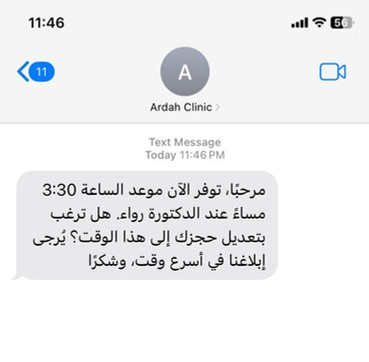 11:46
56
11
A
Ardah Clinic
Text Message
Today 11:46 PM
مرحبًا، توفر الآن موعد الساعة 3:30
مساءً عند الدكتورة رواء. هل ترغب
بتعديل حجزك إلى هذا الوقت؟ يُرجى
إبلاغنا في أسرع وقت، وشكرًا